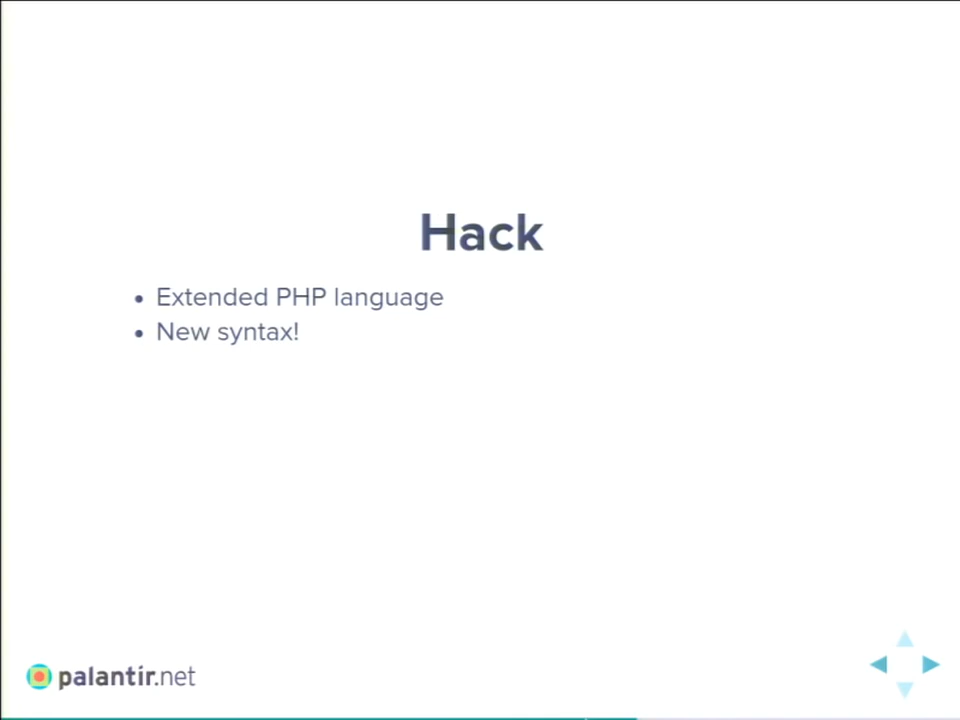 Hack
• Extended PHP language
• New syntax!
palantir.net